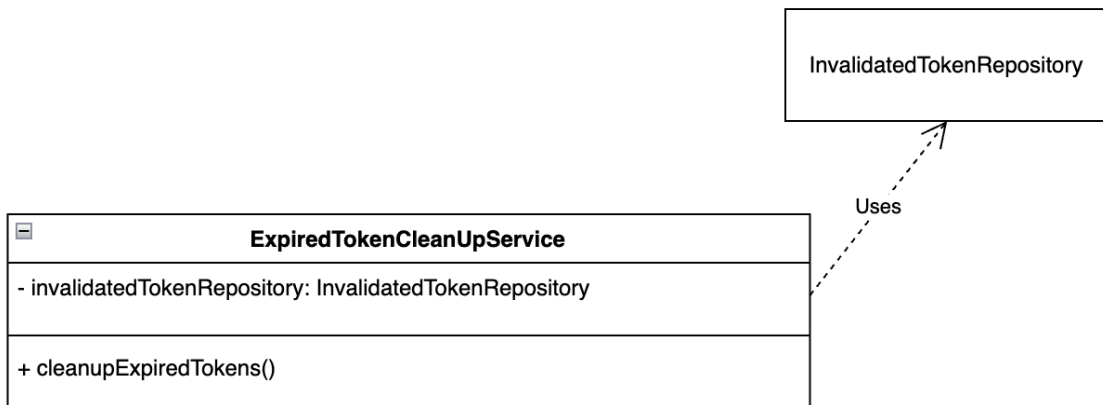 InvalidatedTokenRepository
Uses
ExpiredTokenCleanUpService
- invalidatedTokenRepository: InvalidatedTokenRepository
+ cleanupExpiredTokens()